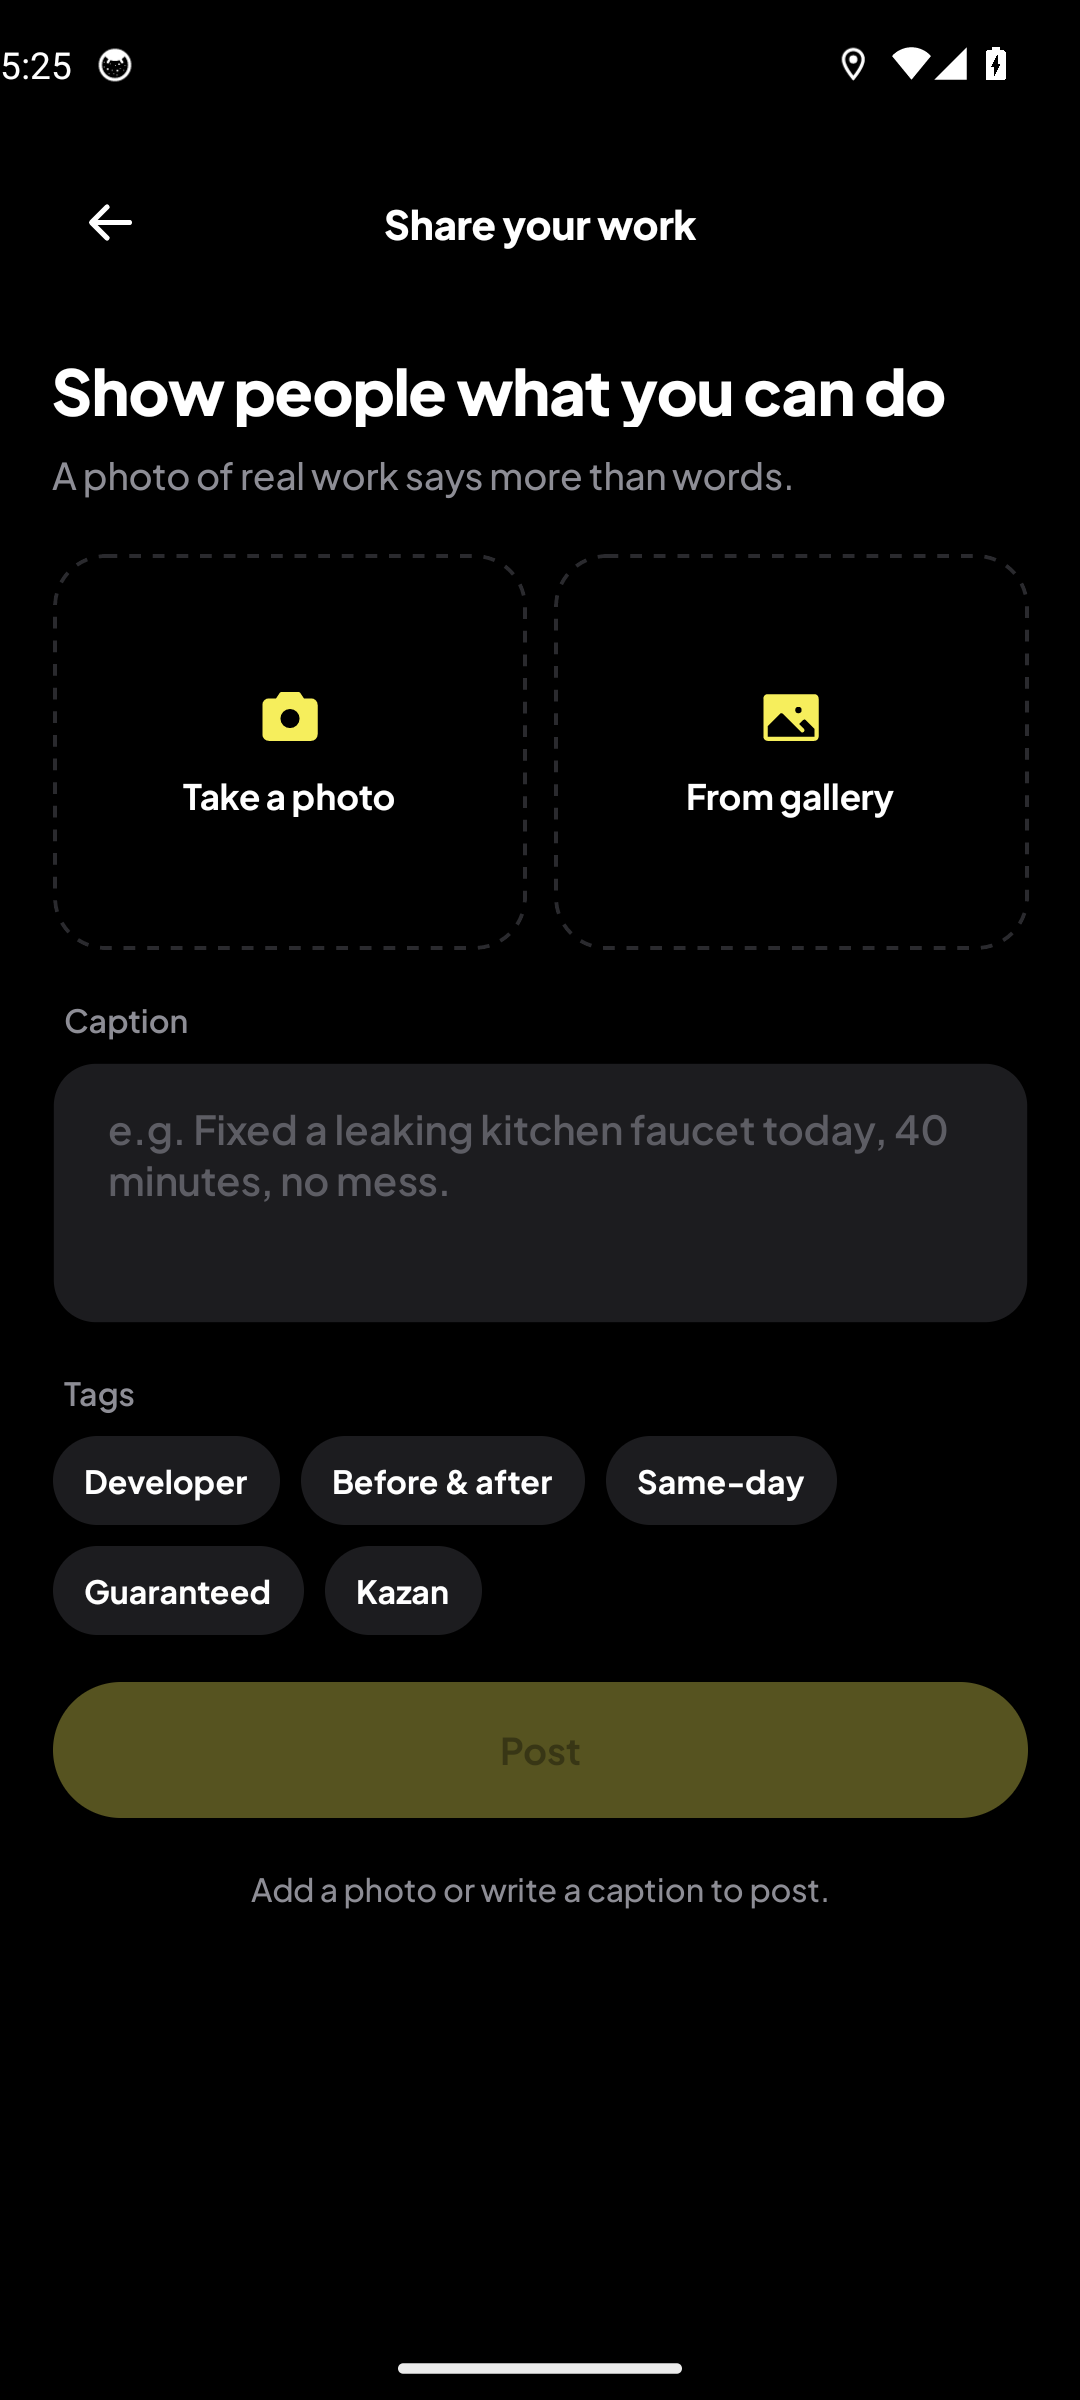 5:25
Share your work
Show people what you can do
A photo of real work says more than words.
Take a photo
From gallery
Caption
e.g. Fixed a leaking kitchen faucet today, 40
minutes, no mess.
Tags
Developer
Before & after
Same-day
Guaranteed
Kazan
Post
Add a photo or write a caption to post.